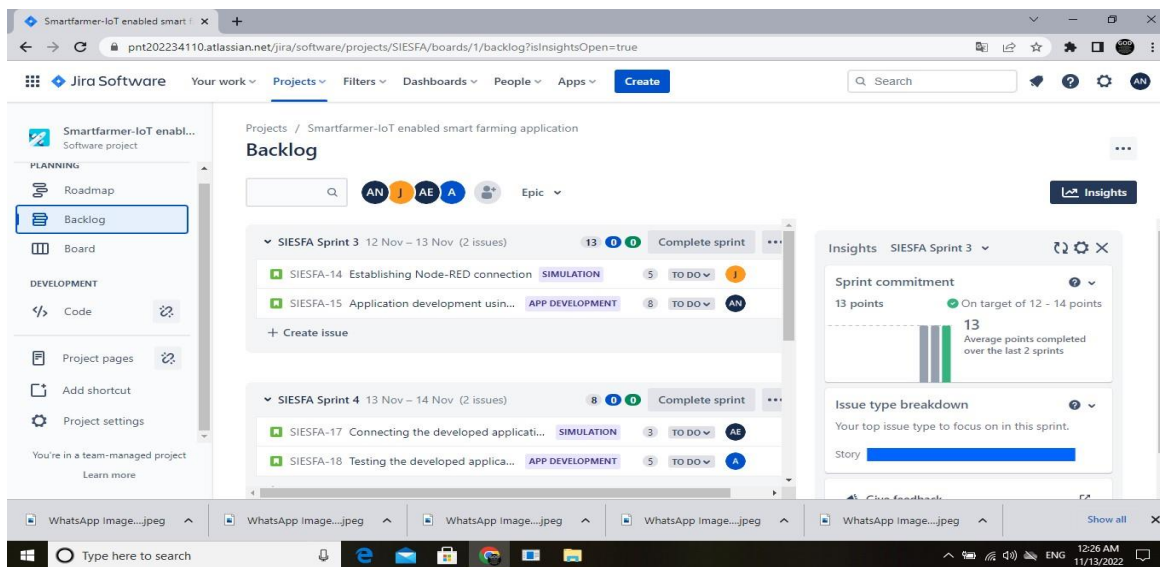 Smartfarmer-IoT enabled smart f
pnt202234110.atlassian.net/jira/software/projects/SIESFA/boards/1/backlog?isInsightsOpen=true
Jira Software Your work Projects Filters Dashboards People Apps Create Search AN
Smartfarmer-IoT enabl...
Software project
PLANNING
Roadmap
Backlog
Board
DEVELOPMENT
Code
Project pages
Add shortcut
Project settings
You're in a team-managed project
Learn more
Projects / Smartfarmer-IoT enabled smart farming application
Backlog
AN J AE A Epic
Insights
SIESFA Sprint 3 12 Nov – 13 Nov (2 issues) 13 0 0 Complete sprint
SIESFA-14 Establishing Node-RED connection SIMULATION 5 TO DO J
SIESFA-15 Application development usin... APP DEVELOPMENT 8 TO DO AN
+ Create issue
SIESFA Sprint 4 13 Nov – 14 Nov (2 issues) 8 0 0 Complete sprint
SIESFA-17 Connecting the developed applicati... SIMULATION 3 TO DO AE
SIESFA-18 Testing the developed applica... APP DEVELOPMENT 5 TO DO A
Insights SIESFA Sprint 3
Sprint commitment
13 points On target of 12 - 14 points
13
Average points completed
over the last 2 sprints
Issue type breakdown
Your top issue type to focus on in this sprint.
Story
Give feedback
WhatsApp Image....jpeg WhatsApp Image....jpeg WhatsApp Image....jpeg WhatsApp Image....jpeg WhatsApp Image....jpeg Show all
Type here to search ENG 12:26 AM
11/13/2022